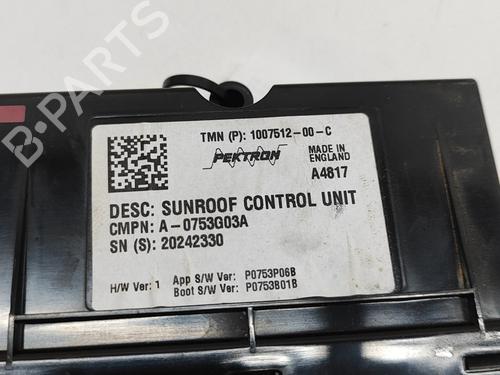 TMN (P): 1007512-00-C
PEKTRON
MADE IN
ENGLAND
A4817
DESC: SUNROOF CONTROL UNIT
CMPN: A-0753G03A
SN (S): 20242330
H/W Ver: 1 App S/W Ver: P0753P06B
Boot S/W Ver: P0753B01B
B-PARTS